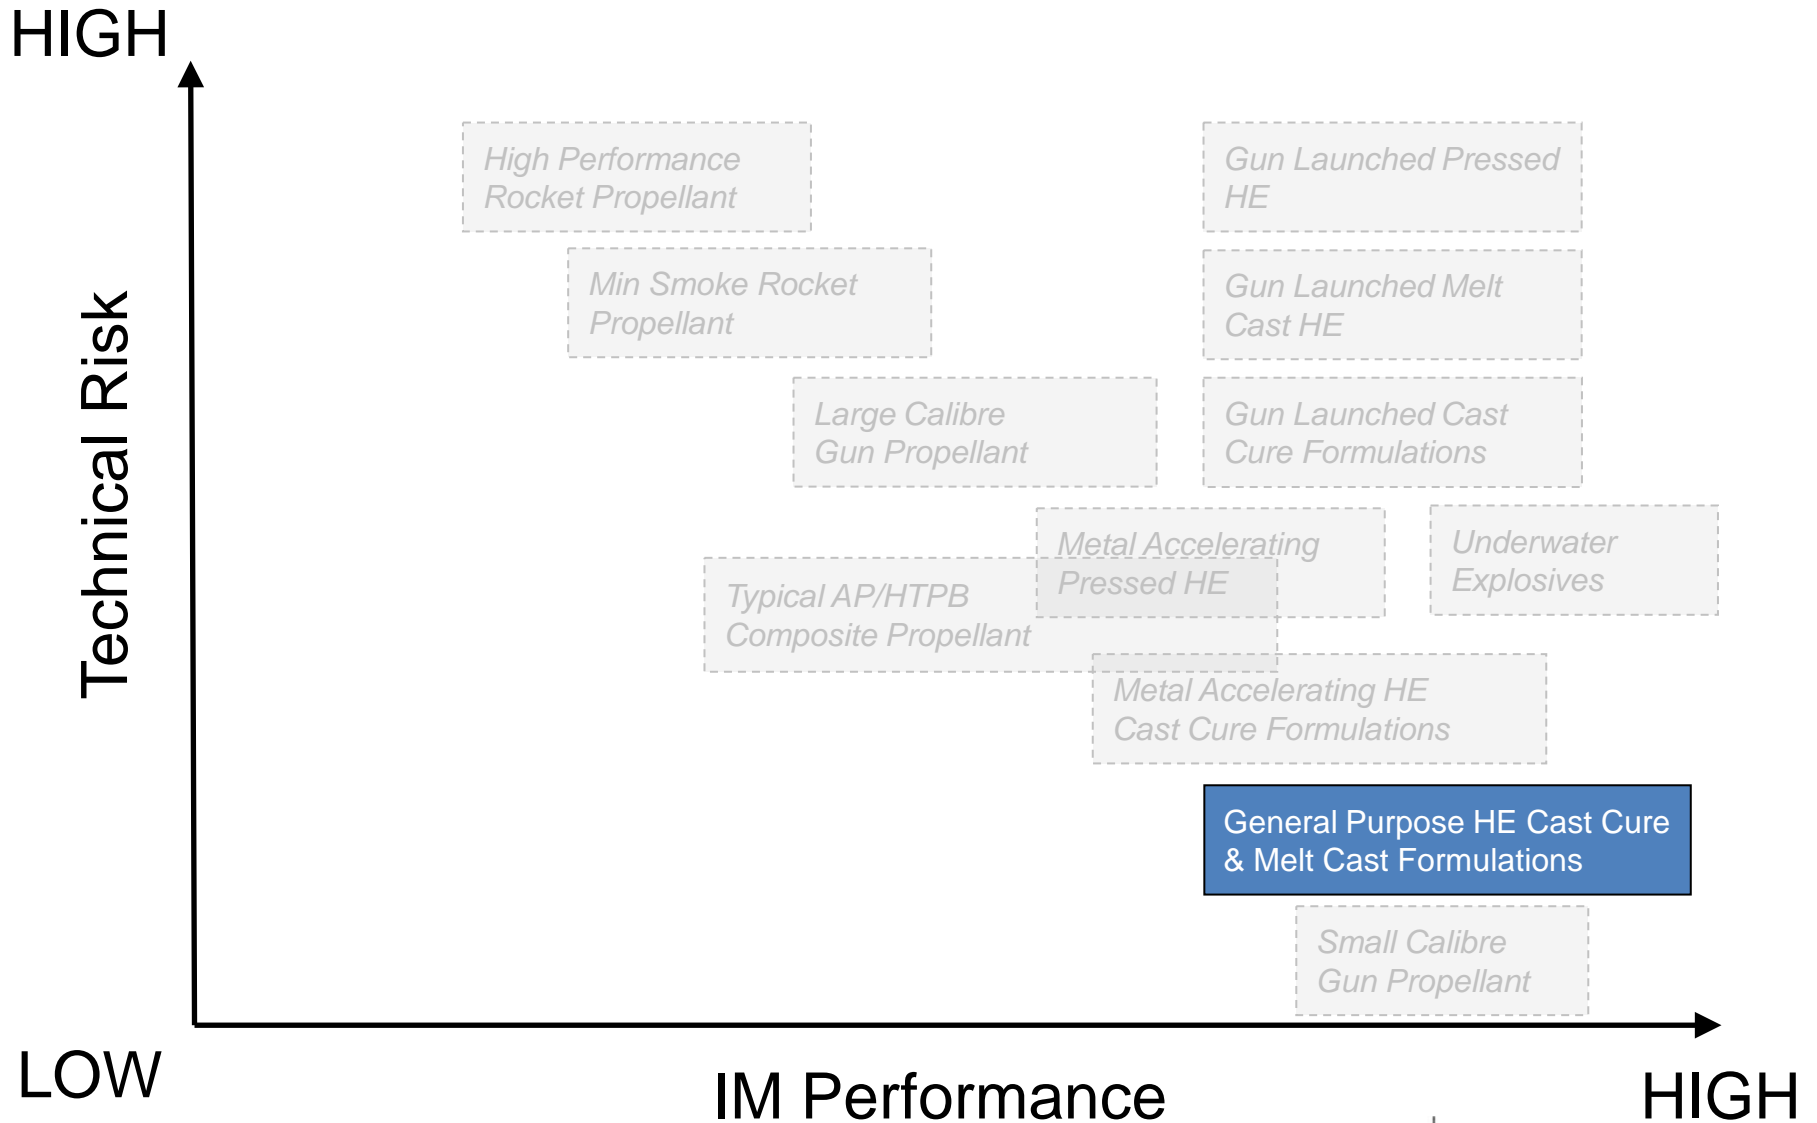 HIGH
High Performance
Rocket Propellant
Gun Launched Pressed
HE
Min Smoke Rocket
Propellant
Gun Launched Melt
Cast HE
Technical Risk
Large Calibre
Gun Propellant
Gun Launched Cast
Cure Formulations
Metal Accelerating
Pressed HE
Underwater
Explosives
Typical AP/HTPB
Composite Propellant
Metal Accelerating HE
Cast Cure Formulations
General Purpose HE Cast Cure
& Melt Cast Formulations
Small Calibre
Gun Propellant
LOW
IM Performance
HIGH